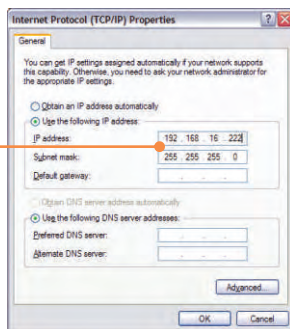 Internet Protocol (TCP/IP) Properties
General
You can get IP settings assigned automatically if your network supports
this capability. Otherwise, you need to ask your network administrator for
the appropriate IP settings.
Obtain an IP address automatically
Use the following IP address:
IP address:
192 . 168 . 16 . 222
Subnet mask:
255 . 255 . 255 . 0
Default gateway:
Obtain DNS server address automatically
Use the following DNS server addresses:
Preferred DNS server:
Alternate DNS server:
Advanced...
OK Cancel